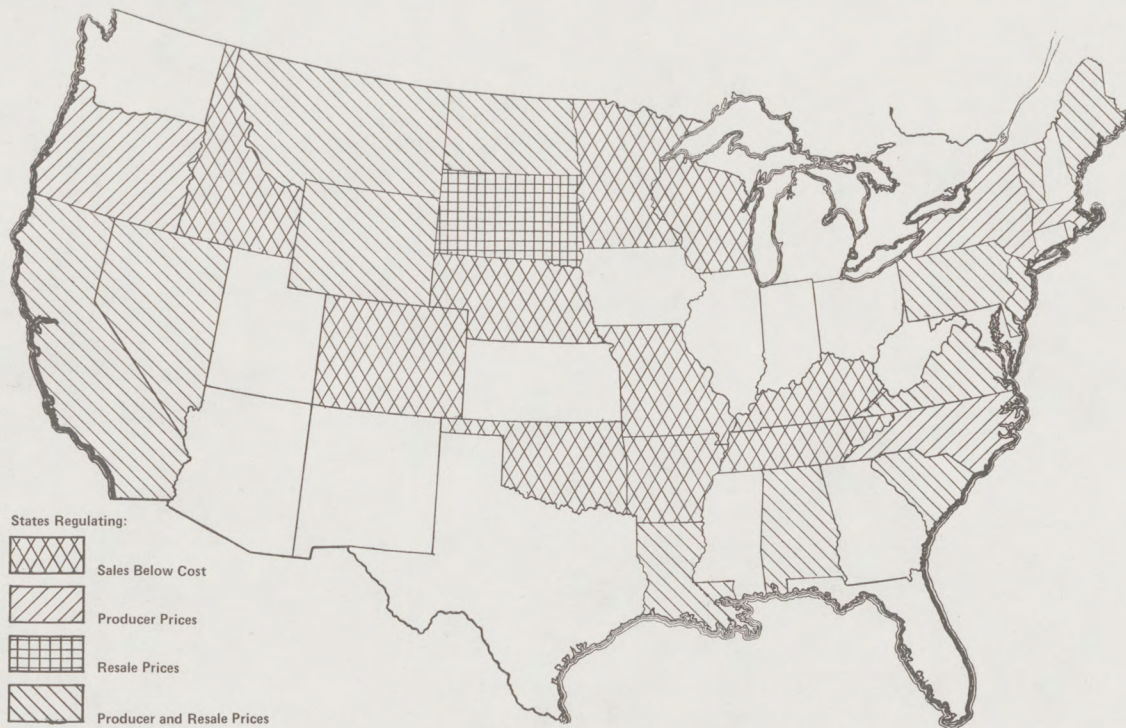 States Regulating:
Sales Below Cost
Producer Prices
Resale Prices
Producer and Resale Prices